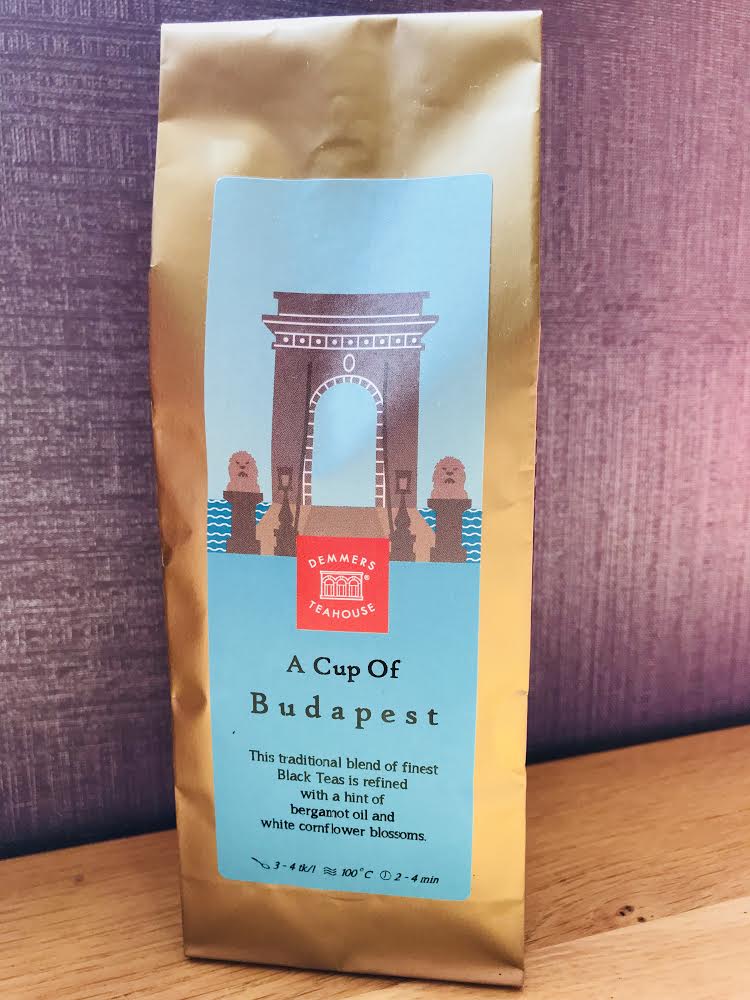 DEMMERS
®
TEAHOUSE
A Cup Of
Budapest
This traditional blend of finest
Black Teas is refined
with a hint of
bergamot oil and
white cornflower blossoms.
3 - 4 tk/l 100° C 2 - 4 min